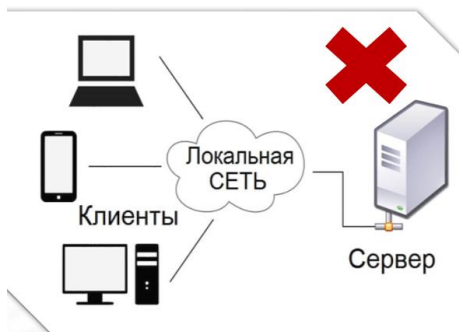 Локальная
СЕТЬ
Клиенты
Сервер